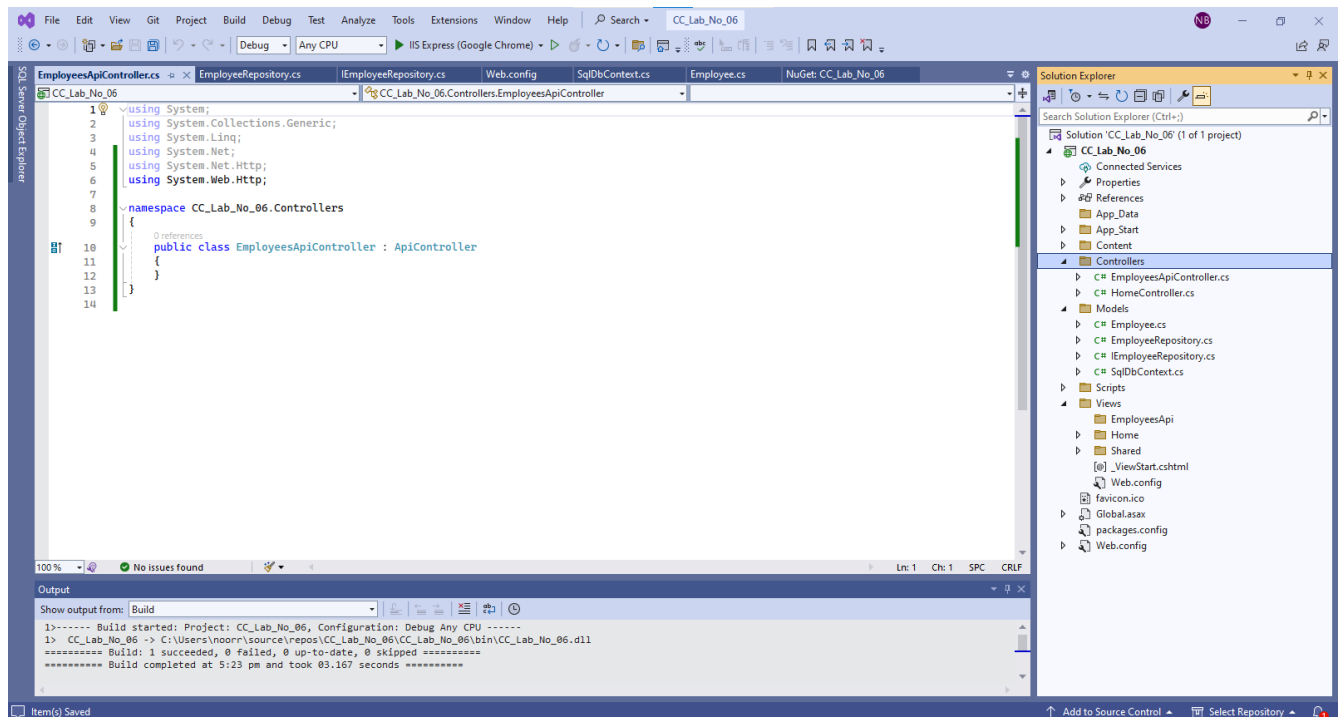 File Edit View Git Project Build Debug Test Analyze Tools Extensions Window Help Search CC_Lab_No_06 NB
Debug Any CPU IIS Express (Google Chrome)
SQL Server Object Explorer
EmployeesApiController.cs EmployeeRepository.cs IEmployeeRepository.cs Web.config SqlDbContext.cs Employee.cs NuGet: CC_Lab_No_06
CC_Lab_No_06 CC_Lab_No_06.Controllers.EmployeesApiController
1 using System;
2 using System.Collections.Generic;
3 using System.Linq;
4 using System.Net;
5 using System.Net.Http;
6 using System.Web.Http;
7
8 namespace CC_Lab_No_06.Controllers
9 {
0 references
10 public class EmployeesApiController : ApiController
11 {
12 }
13 }
14
100 % No issues found Ln: 1 Ch: 1 SPC CRLF
Output
Show output from: Build
1>------ Build started: Project: CC_Lab_No_06, Configuration: Debug Any CPU ------
1> CC_Lab_No_06 -> C:\Users\noorr\source\repos\CC_Lab_No_06\CC_Lab_No_06\bin\CC_Lab_No_06.dll
========== Build: 1 succeeded, 0 failed, 0 up-to-date, 0 skipped ==========
========== Build completed at 5:23 pm and took 03.167 seconds ==========
Solution Explorer
Search Solution Explorer (Ctrl+;)
Solution 'CC_Lab_No_06' (1 of 1 project)
CC_Lab_No_06
Connected Services
Properties
References
App_Data
App_Start
Content
Controllers
C# EmployeesApiController.cs
C# HomeController.cs
Models
C# Employee.cs
C# EmployeeRepository.cs
C# IEmployeeRepository.cs
C# SqlDbContext.cs
Scripts
Views
EmployeesApi
Home
Shared
[@] _ViewStart.cshtml
Web.config
favicon.ico
Global.asax
packages.config
Web.config
Item(s) Saved Add to Source Control Select Repository